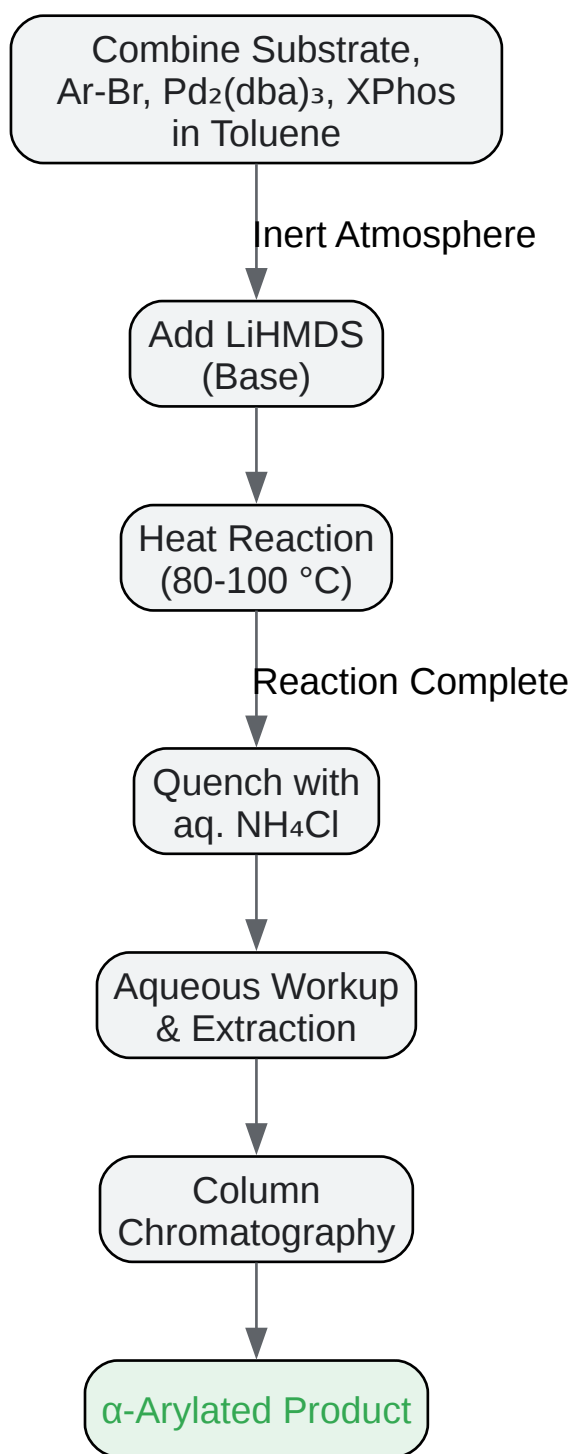 Combine Substrate,
Ar-Br, Pd₂(dba)₃, XPhos
in Toluene
Inert Atmosphere
Add LiHMDS
(Base)
Heat Reaction
(80-100 °C)
Reaction Complete
Quench with
aq. NH₄Cl
Aqueous Workup
& Extraction
Column
Chromatography
α-Arylated Product